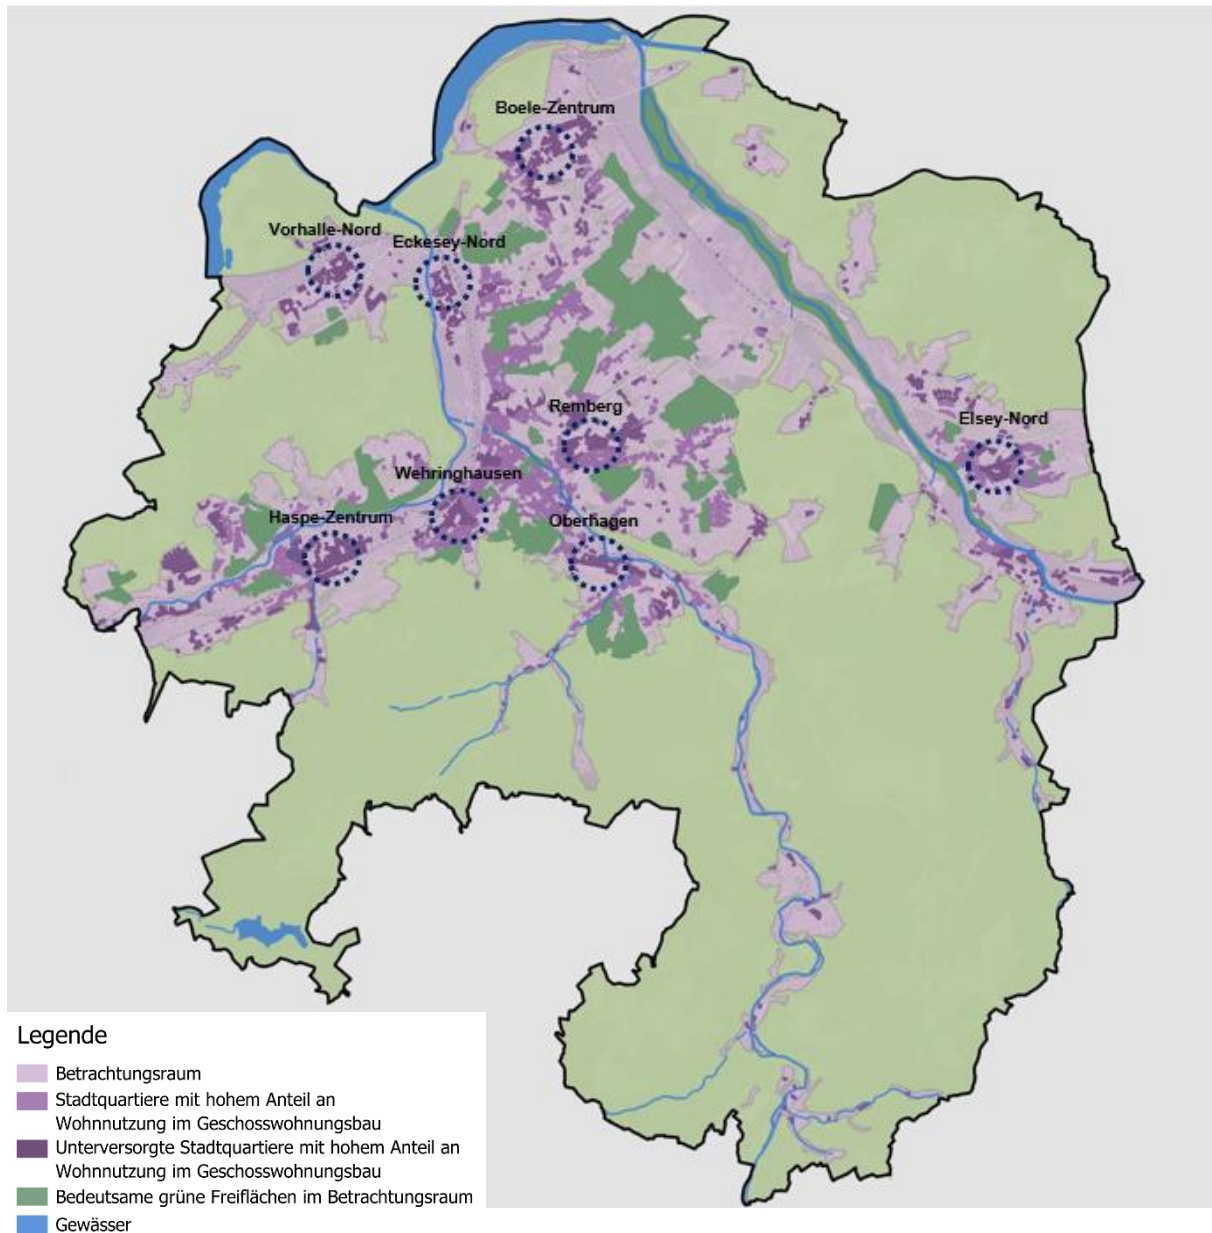 Boele-Zentrum
Vorhalle-Nord
Eckesey-Nord
Remberg
Elsey-Nord
Wehringhausen
Haspe-Zentrum
Oberhagen
Legende
Betrachtungsraum
Stadtquartiere mit hohem Anteil an
Wohnnutzung im Geschosswohnungsbau
Unterversorgte Stadtquartiere mit hohem Anteil an
Wohnnutzung im Geschosswohnungsbau
Bedeutsame grüne Freiflächen im Betrachtungsraum
Gewässer